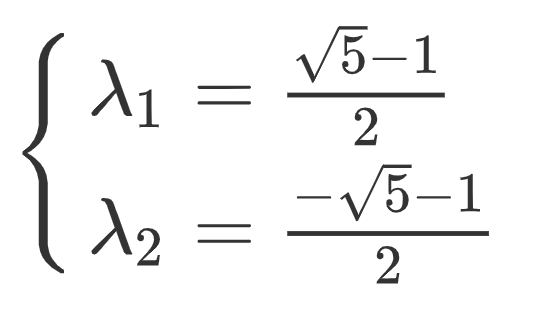 λ₁ = (√5−1)/2
λ₂ = (−√5−1)/2